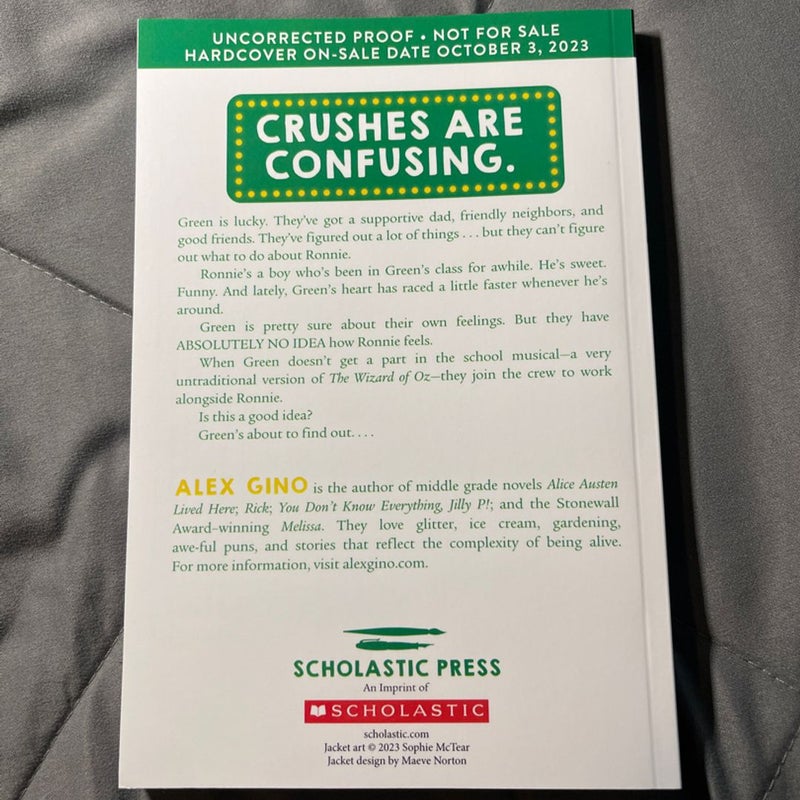 UNCORRECTED PROOF • NOT FOR SALE
HARDCOVER ON-SALE DATE OCTOBER 3, 2023
CRUSHES ARE
CONFUSING.
Green is lucky. They've got a supportive dad, friendly neighbors, and
good friends. They've figured out a lot of things . . . but they can't figure
out what to do about Ronnie.
Ronnie's a boy who's been in Green's class for awhile. He's sweet.
Funny. And lately, Green's heart has raced a little faster whenever he's
around.
Green is pretty sure about their own feelings. But they have
ABSOLUTELY NO IDEA how Ronnie feels.
When Green doesn't get a part in the school musical—a very
untraditional version of The Wizard of Oz—they join the crew to work
alongside Ronnie.
Is this a good idea?
Green's about to find out. . . .
ALEX GINO is the author of middle grade novels Alice Austen
Lived Here; Rick; You Don't Know Everything, Jilly P!; and the Stonewall
Award–winning Melissa. They love glitter, ice cream, gardening,
awe-ful puns, and stories that reflect the complexity of being alive.
For more information, visit alexgino.com.
SCHOLASTIC PRESS
An Imprint of
SCHOLASTIC
scholastic.com
Jacket art © 2023 Sophie McTear
Jacket design by Maeve Norton